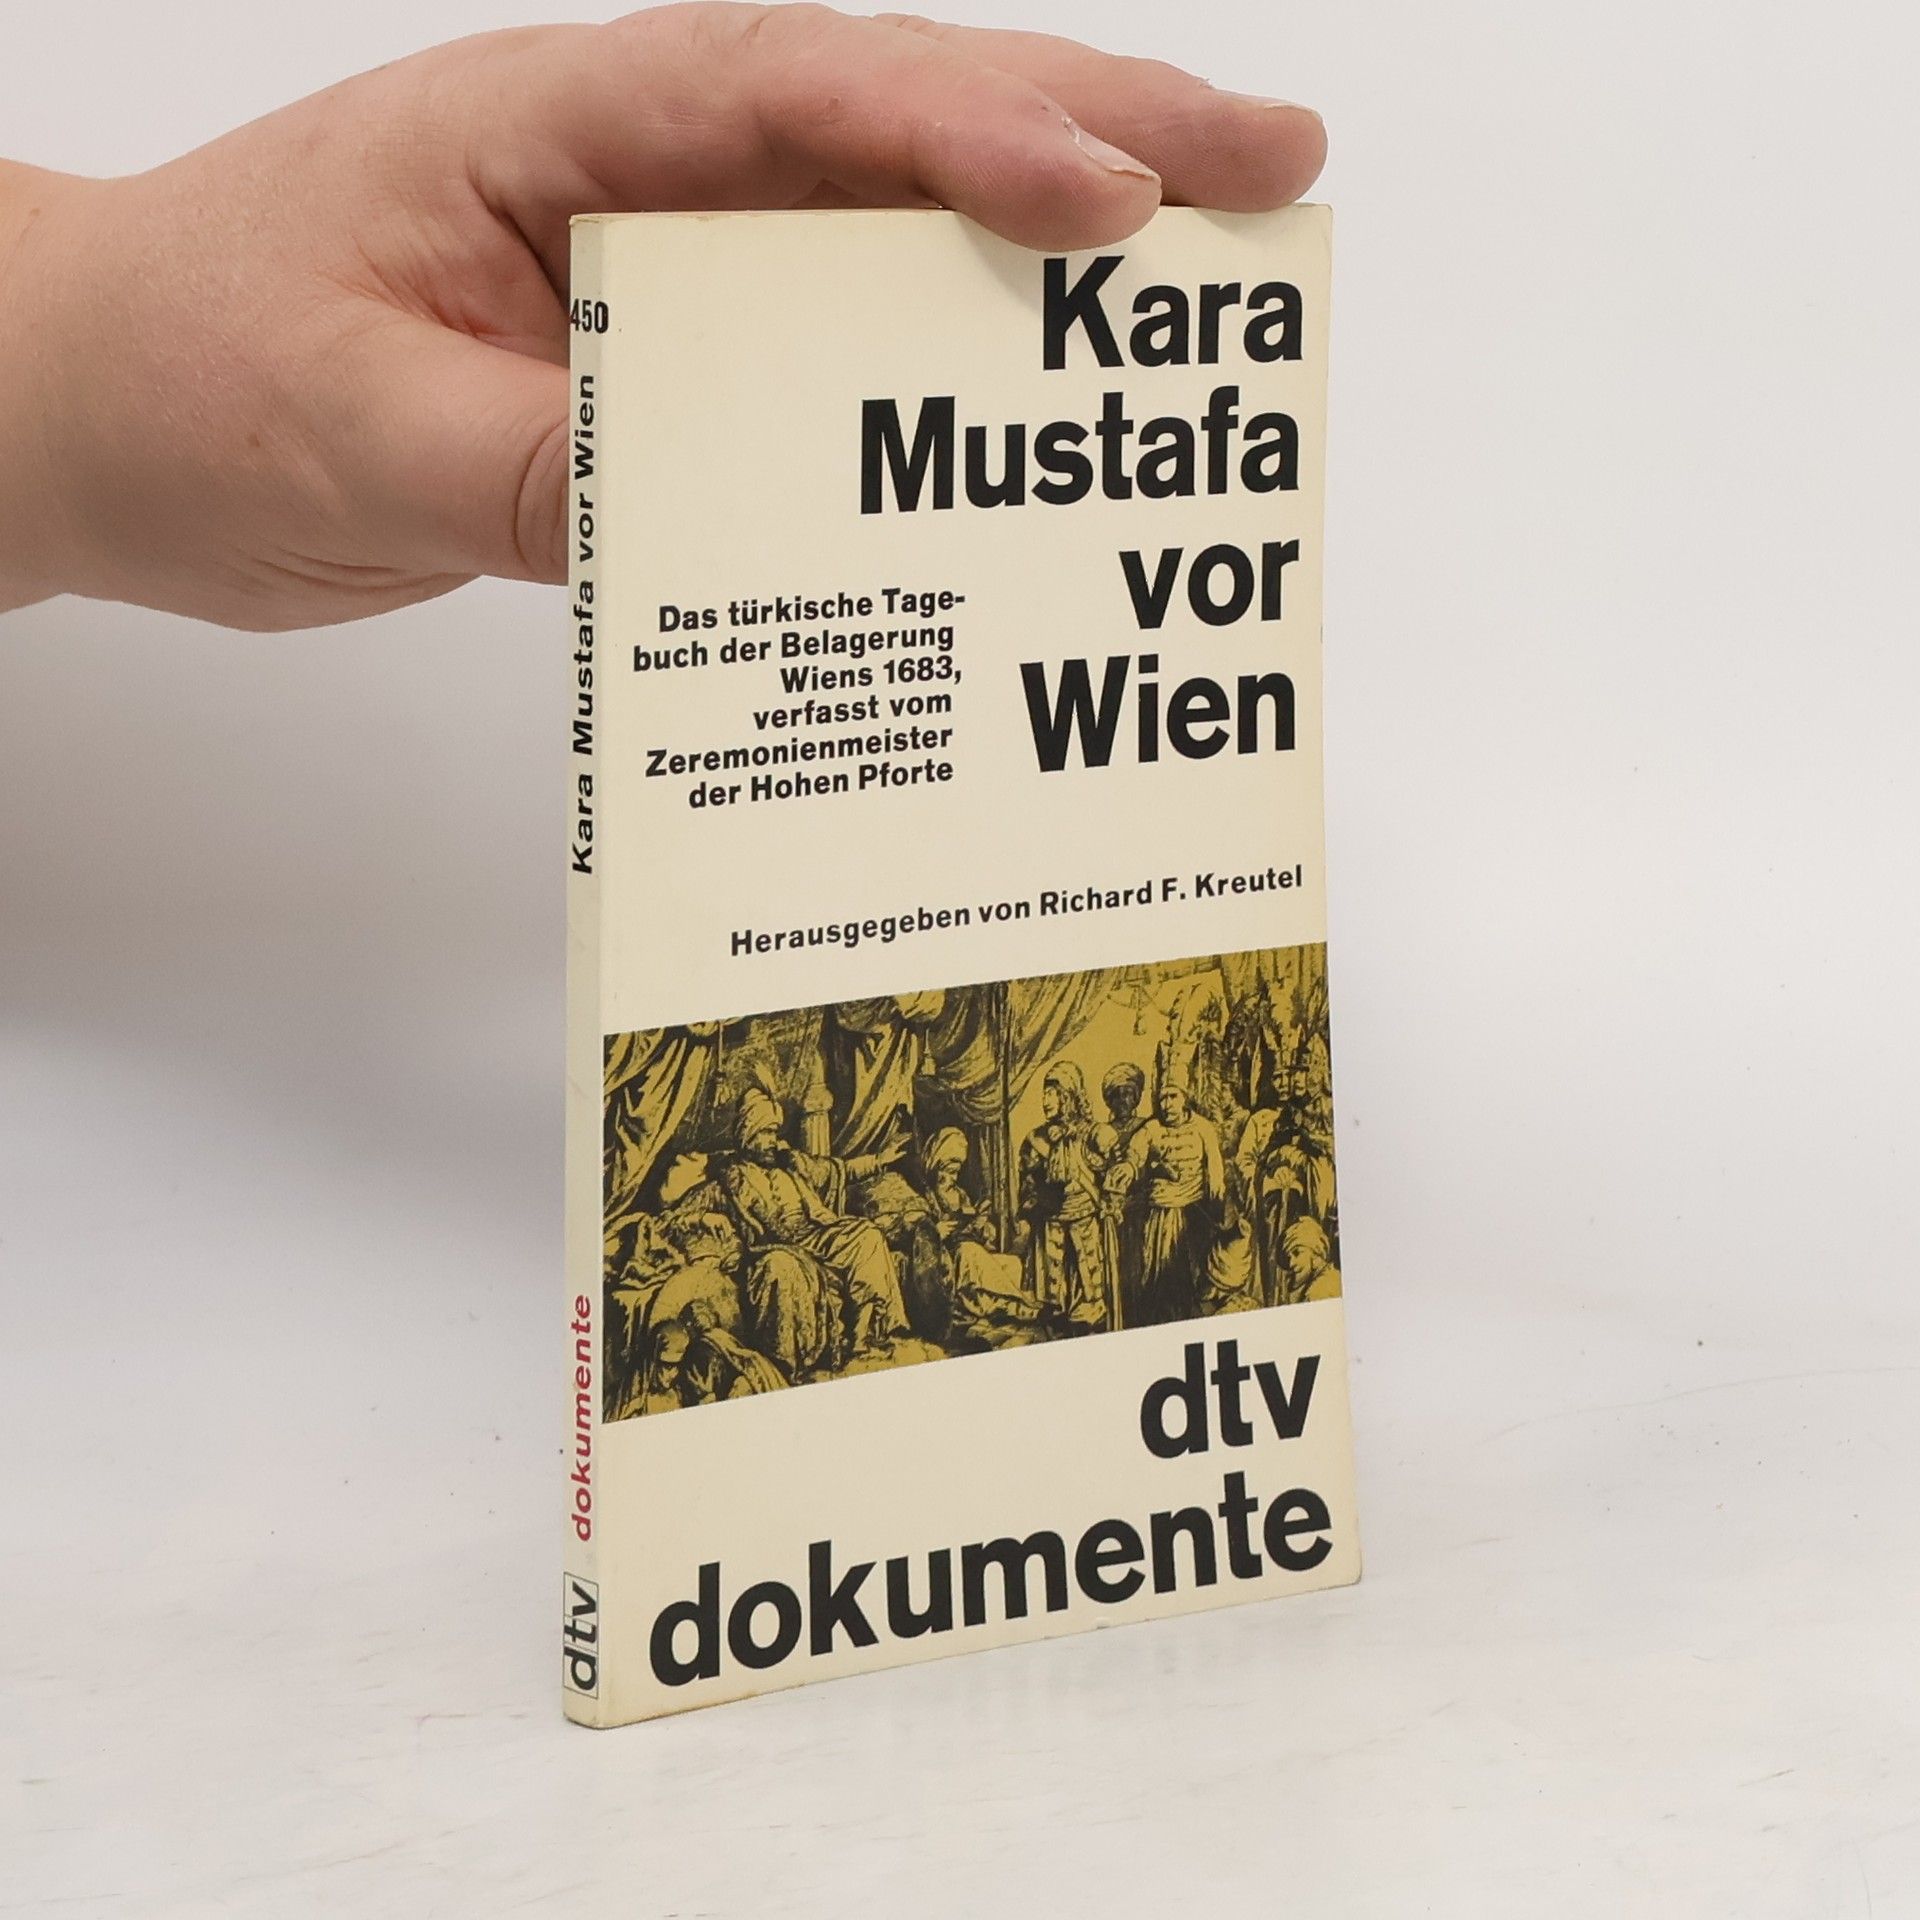 Kara
Mustafa
vor
Wien
Das türkische Tage-
buch der Belagerung
Wiens 1683,
verfasst vom
Zeremonienmeister
der Hohen Pforte
Herausgegeben von Richard F. Kreutel
dtv
dokumente
450
Kara Mustafa vor Wien
dokumente
dtv